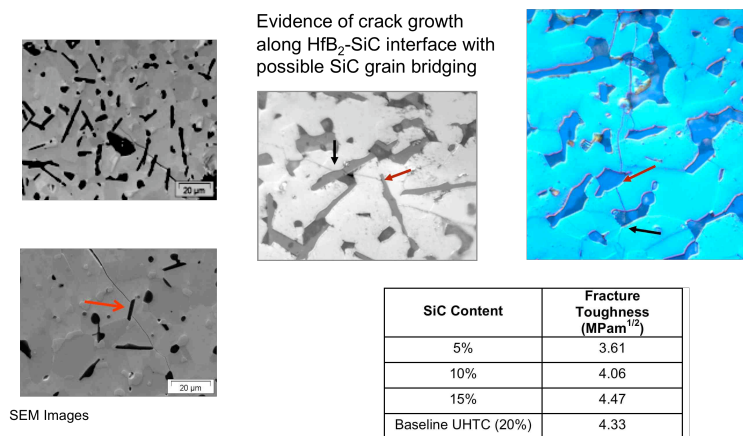 Evidence of crack growth
along HfB₂-SiC interface with
possible SiC grain bridging
20 μm
20 μm
SEM Images
SiC Content
Fracture
Toughness
(MPam^1/2)
5%
3.61
10%
4.06
15%
4.47
Baseline UHTC (20%)
4.33